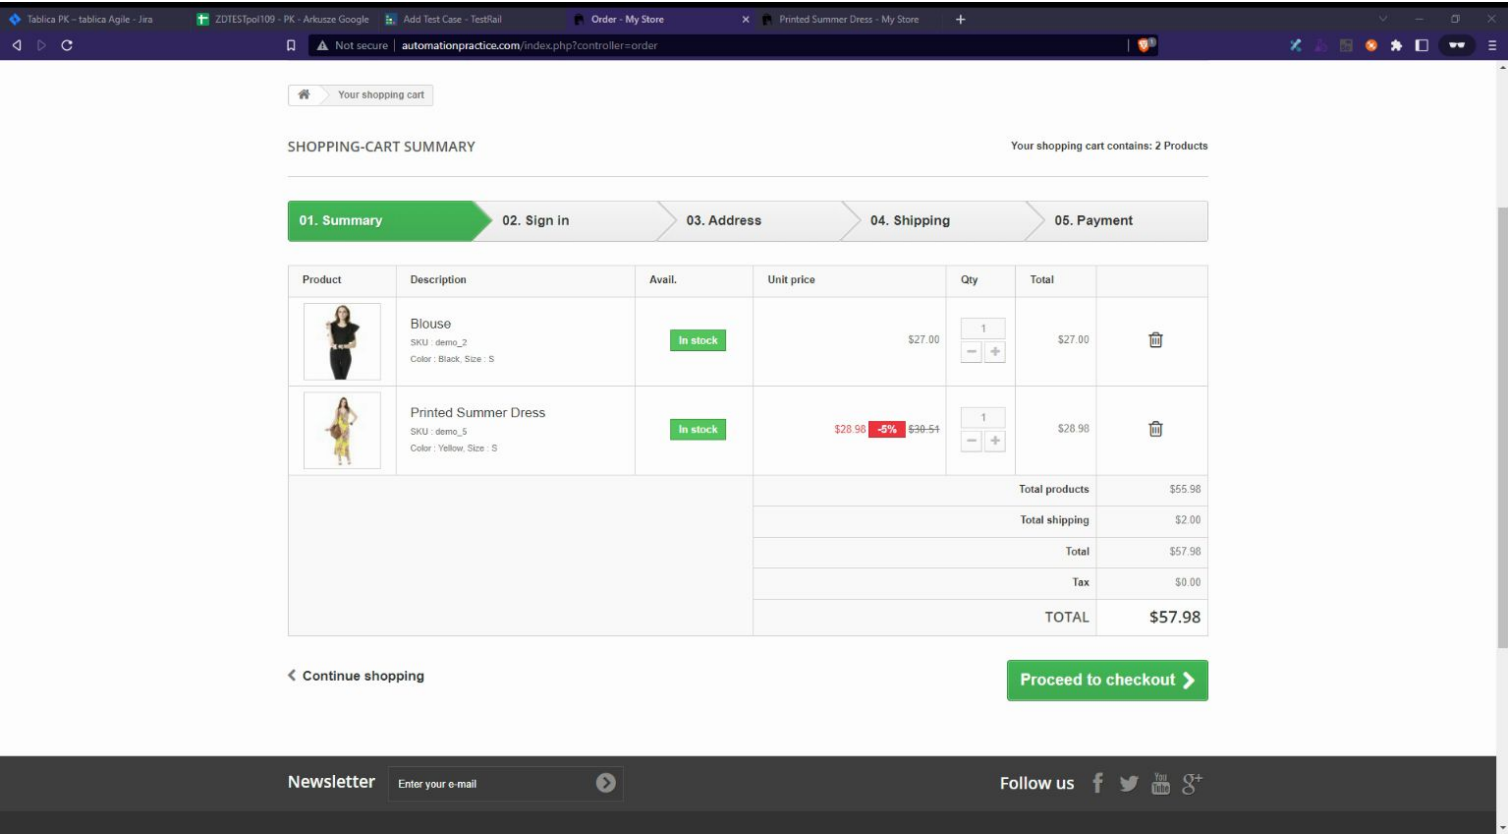 Tablica PK – tablica Agile - Jira
ZDTESTpol109 - PK - Arkusze Google
Add Test Case - TestRail
Order - My Store
Printed Summer Dress - My Store
Not secure | automationpractice.com/index.php?controller=order
Your shopping cart
SHOPPING-CART SUMMARY
Your shopping cart contains: 2 Products
01. Summary
02. Sign in
03. Address
04. Shipping
05. Payment
Product Description Avail. Unit price Qty Total
Blouse
SKU : demo_2
Color : Black, Size : S
In stock
$27.00
1
$27.00
Printed Summer Dress
SKU : demo_5
Color : Yellow, Size : S
In stock
$28.98 -5% $30.51
1
$28.98
Total products $55.98
Total shipping $2.00
Total $57.98
Tax $0.00
TOTAL $57.98
Continue shopping
Proceed to checkout
Newsletter
Enter your e-mail
Follow us
You Tube